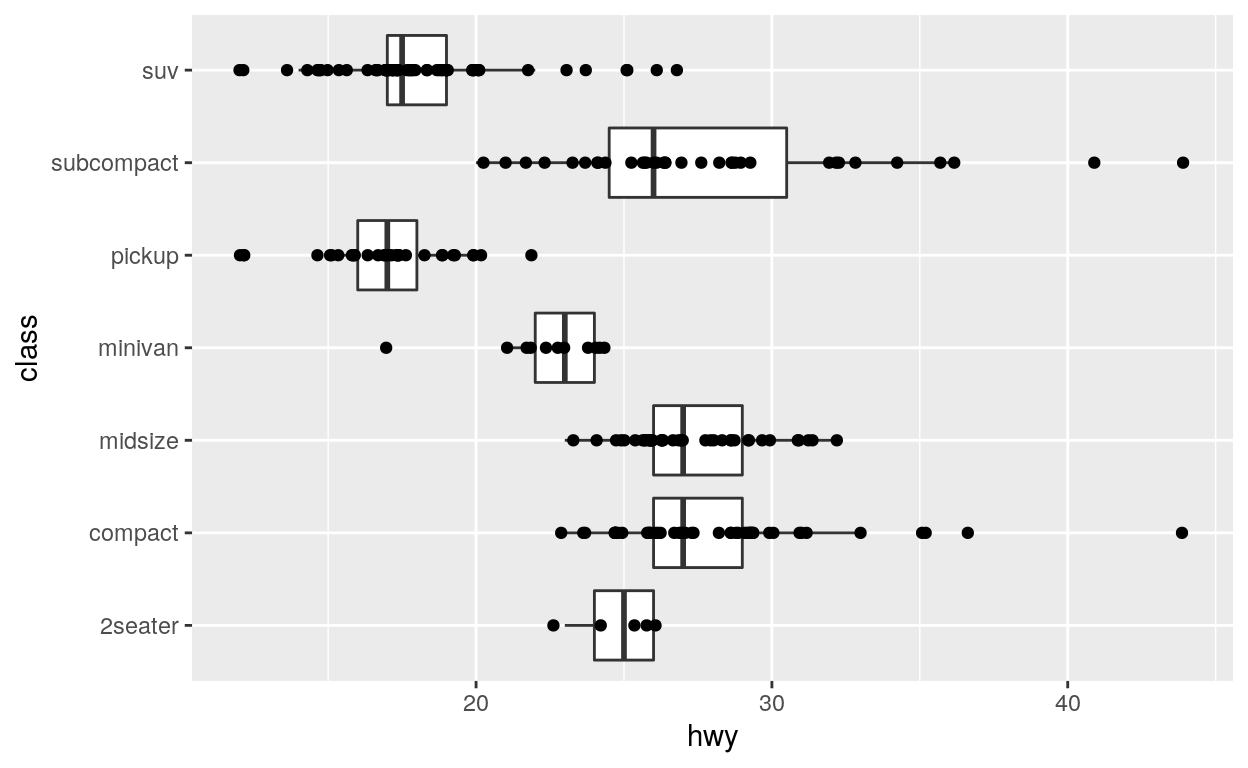 suv
subcompact
pickup
minivan
midsize
compact
2seater
class
20 30 40
hwy